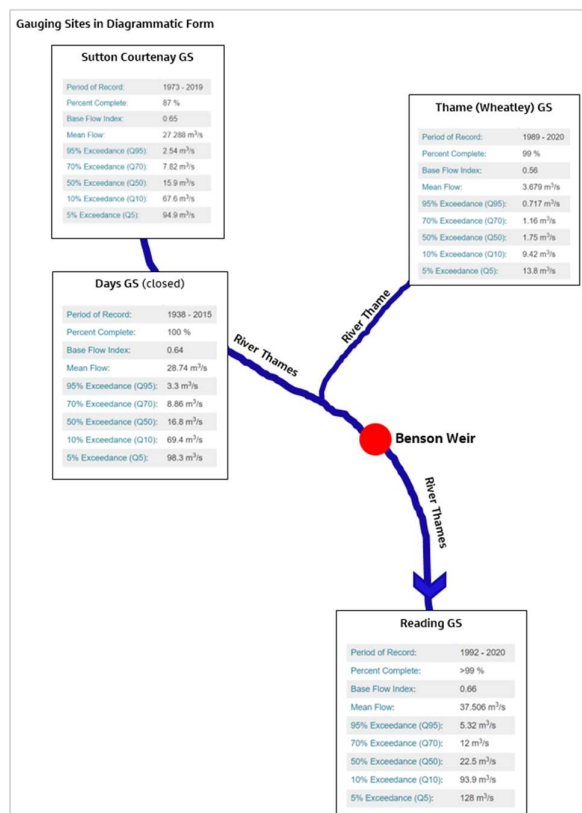 Gauging Sites in Diagrammatic Form
Sutton Courtenay GS
Period of Record: 1973 - 2019
Percent Complete: 87 %
Base Flow Index: 0.65
Mean Flow: 27.288 m³/s
95% Exceedance (Q95): 2.54 m³/s
70% Exceedance (Q70): 7.82 m³/s
50% Exceedance (Q50): 15.9 m³/s
10% Exceedance (Q10): 67.6 m³/s
5% Exceedance (Q5): 94.9 m³/s
Thame (Wheatley) GS
Period of Record: 1989 - 2020
Percent Complete: 99 %
Base Flow Index: 0.56
Mean Flow: 3.679 m³/s
95% Exceedance (Q95): 0.717 m³/s
70% Exceedance (Q70): 1.16 m³/s
50% Exceedance (Q50): 1.75 m³/s
10% Exceedance (Q10): 9.42 m³/s
5% Exceedance (Q5): 13.8 m³/s
Days GS (closed)
Period of Record: 1938 - 2015
Percent Complete: 100 %
Base Flow Index: 0.64
Mean Flow: 28.74 m³/s
95% Exceedance (Q95): 3.3 m³/s
70% Exceedance (Q70): 8.86 m³/s
50% Exceedance (Q50): 16.8 m³/s
10% Exceedance (Q10): 69.4 m³/s
5% Exceedance (Q5): 98.3 m³/s
River Thames
River Thame
Benson Weir
River Thames
Reading GS
Period of Record: 1992 - 2020
Percent Complete: >99 %
Base Flow Index: 0.66
Mean Flow: 37.506 m³/s
95% Exceedance (Q95): 5.32 m³/s
70% Exceedance (Q70): 12 m³/s
50% Exceedance (Q50): 22.5 m³/s
10% Exceedance (Q10): 93.9 m³/s
5% Exceedance (Q5): 128 m³/s